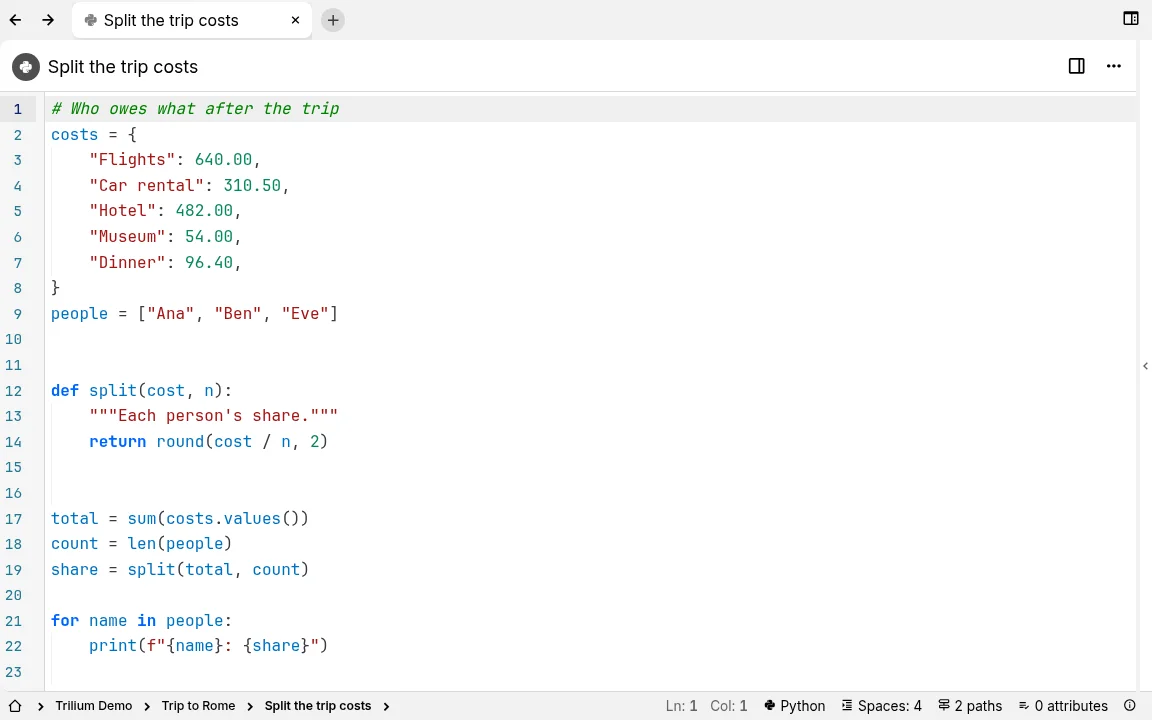 Split the trip costs
Split the trip costs
1 # Who owes what after the trip
2 costs = {
3     "Flights": 640.00,
4     "Car rental": 310.50,
5     "Hotel": 482.00,
6     "Museum": 54.00,
7     "Dinner": 96.40,
8 }
9 people = ["Ana", "Ben", "Eve"]
10
11
12 def split(cost, n):
13     """Each person's share."""
14     return round(cost / n, 2)
15
16
17 total = sum(costs.values())
18 count = len(people)
19 share = split(total, count)
20
21 for name in people:
22     print(f"{name}: {share}")
23
Trilium Demo Trip to Rome Split the trip costs Ln: 1 Col: 1 Python Spaces: 4 2 paths 0 attributes